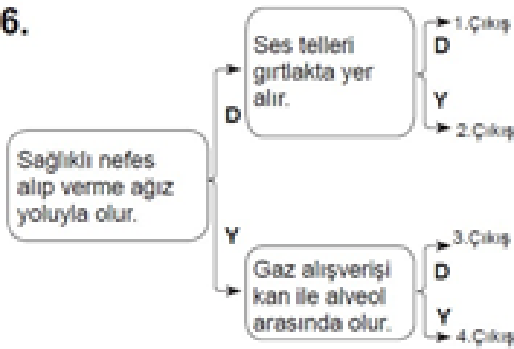 6.
Sağlıklı nefes
alıp verme ağız
yoluyla olur.
D
Ses telleri
gırtlakta yer
alır.
D
1.Çıkış
Y
2.Çıkış
Y
Gaz alışverişi
kan ile alveol
arasında olur.
D
3.Çıkış
Y
4.Çıkış